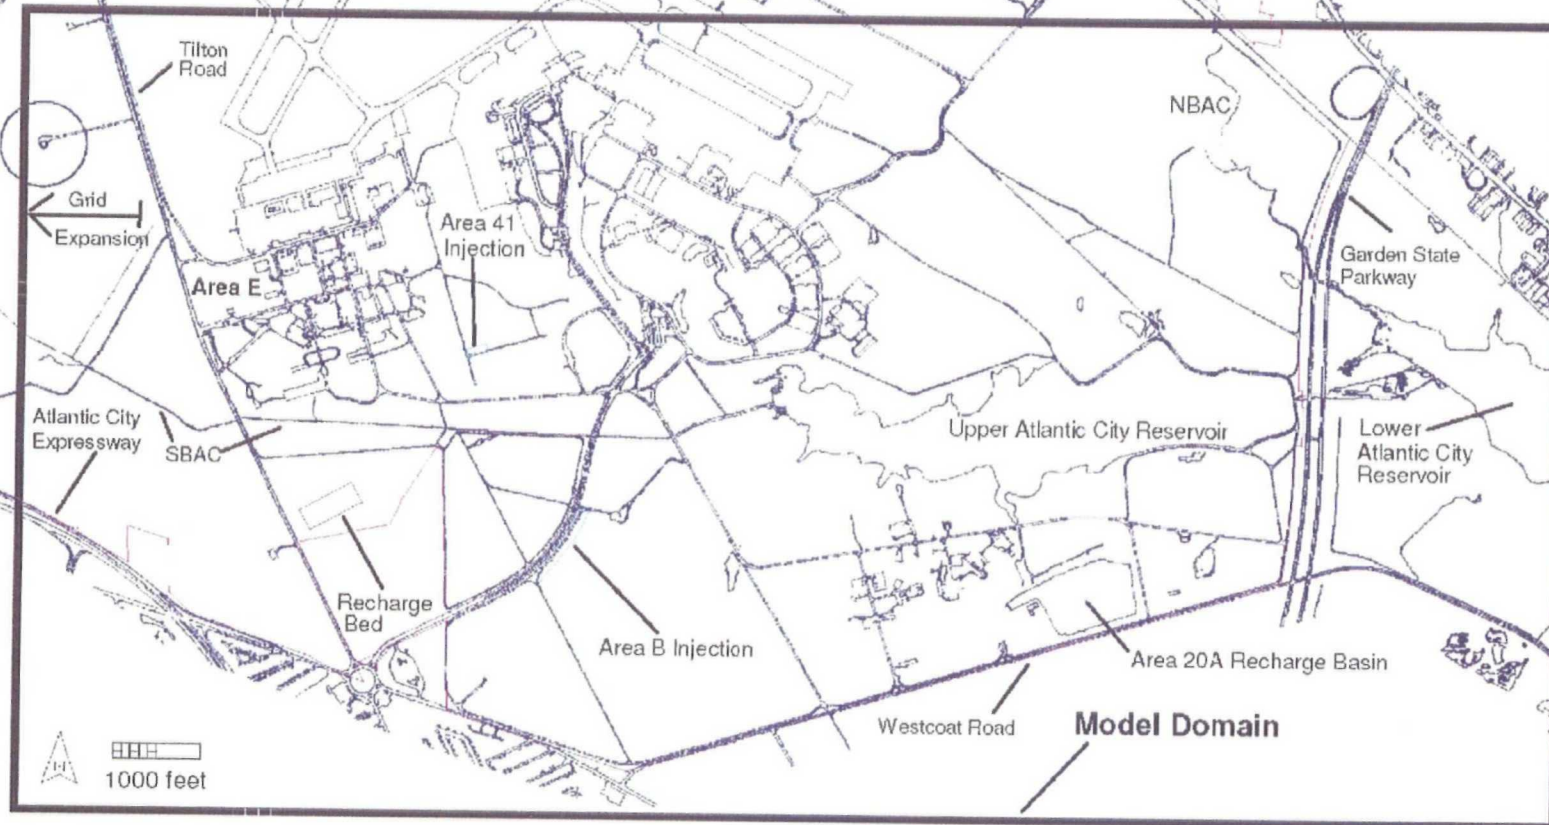 Tilton
Road
NBAC
Grid
Expansion
Area 41
Injection
Garden State
Parkway
Area E
Atlantic City
Expressway
SBAC
Upper Atlantic City Reservoir
Lower
Atlantic City
Reservoir
Recharge
Bed
Area B Injection
Area 20A Recharge Basin
Westcoat Road
Model Domain
1000 feet